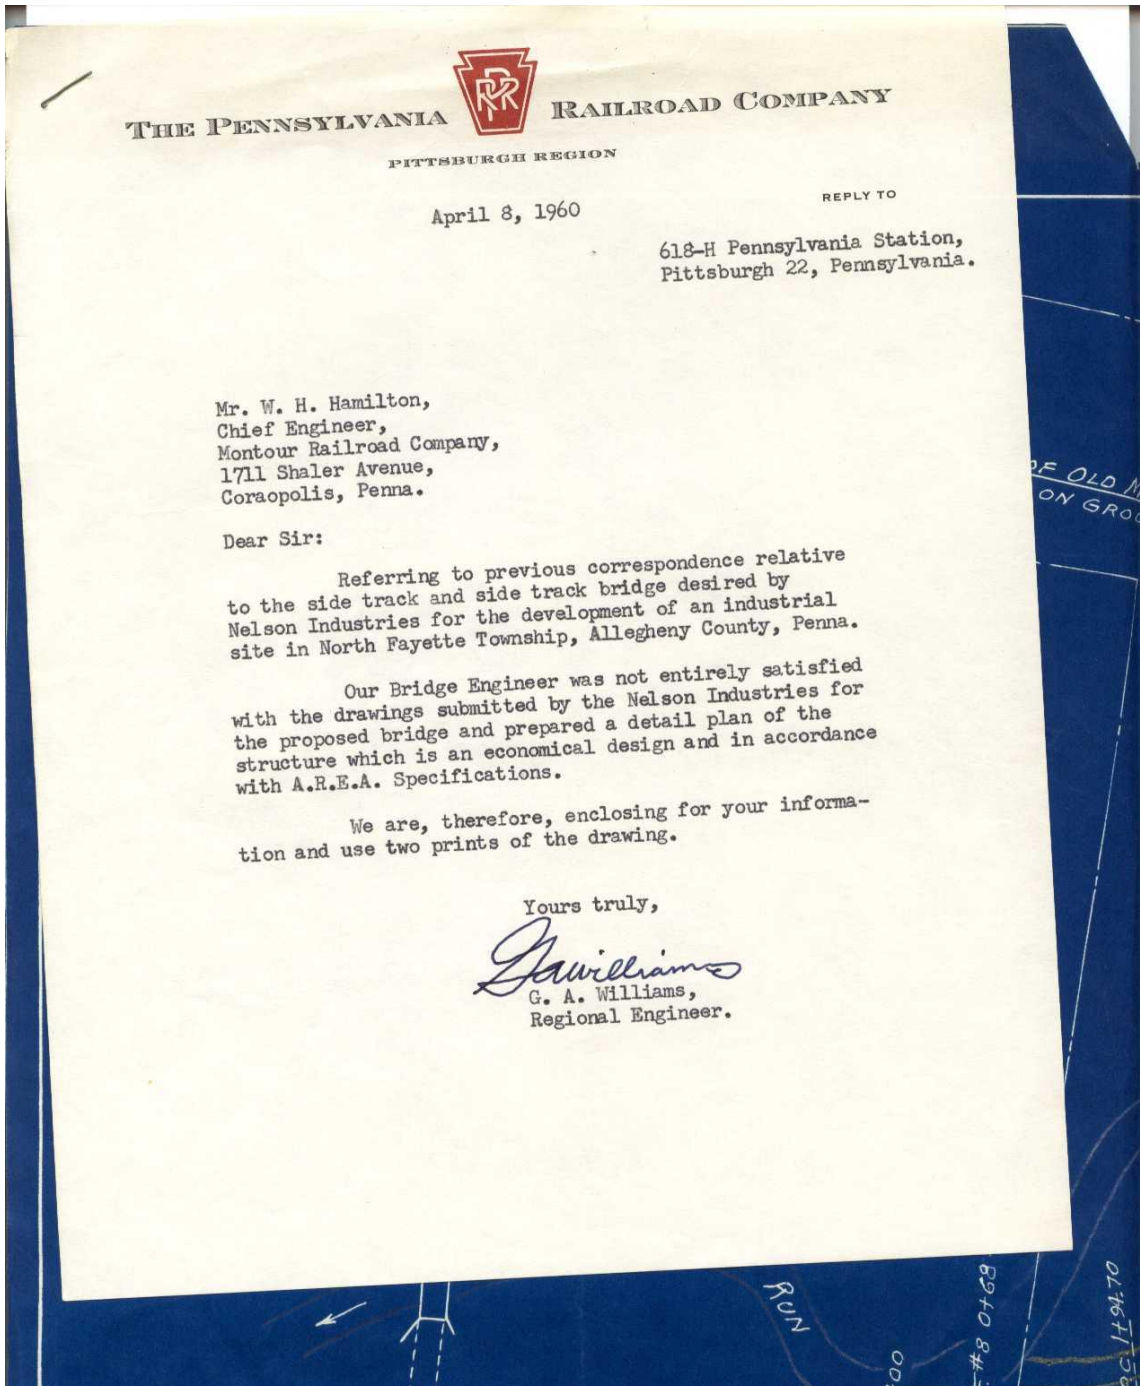 THE PENNSYLVANIA PRR RAILROAD COMPANY
PITTSBURGH REGION
April 8, 1960
REPLY TO
618-H Pennsylvania Station,
Pittsburgh 22, Pennsylvania.
Mr. W. H. Hamilton,
Chief Engineer,
Montour Railroad Company,
1711 Shaler Avenue,
Coraopolis, Penna.
Dear Sir:
Referring to previous correspondence relative
to the side track and side track bridge desired by
Nelson Industries for the development of an industrial
site in North Fayette Township, Allegheny County, Penna.
Our Bridge Engineer was not entirely satisfied
with the drawings submitted by the Nelson Industries for
the proposed bridge and prepared a detail plan of the
structure which is an economical design and in accordance
with A.R.E.A. Specifications.
We are, therefore, enclosing for your informa-
tion and use two prints of the drawing.
Yours truly,
GAWilliams
G. A. Williams,
Regional Engineer.
OF OLD
ON
RUN
#8 0+68
00